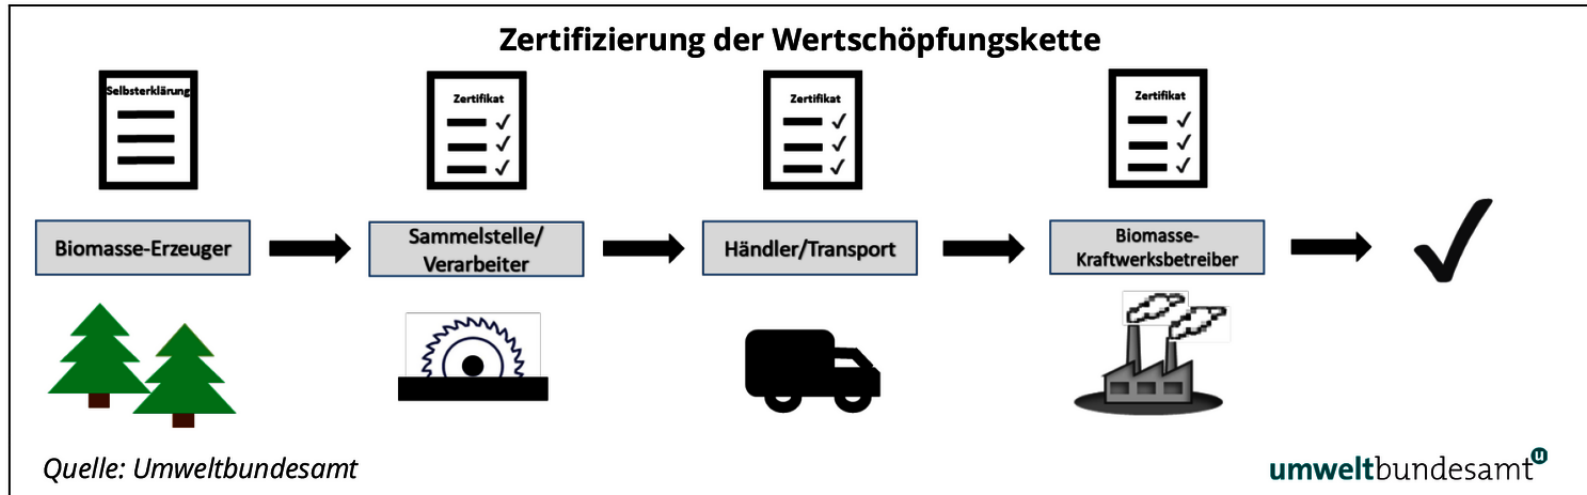 Zertifizierung der Wertschöpfungskette
Selbsterklärung
Zertifikat
Zertifikat
Zertifikat
Biomasse-Erzeuger
Sammelstelle/
Verarbeiter
Händler/Transport
Biomasse-
Kraftwerksbetreiber
Quelle: Umweltbundesamt
umweltbundesamt
u